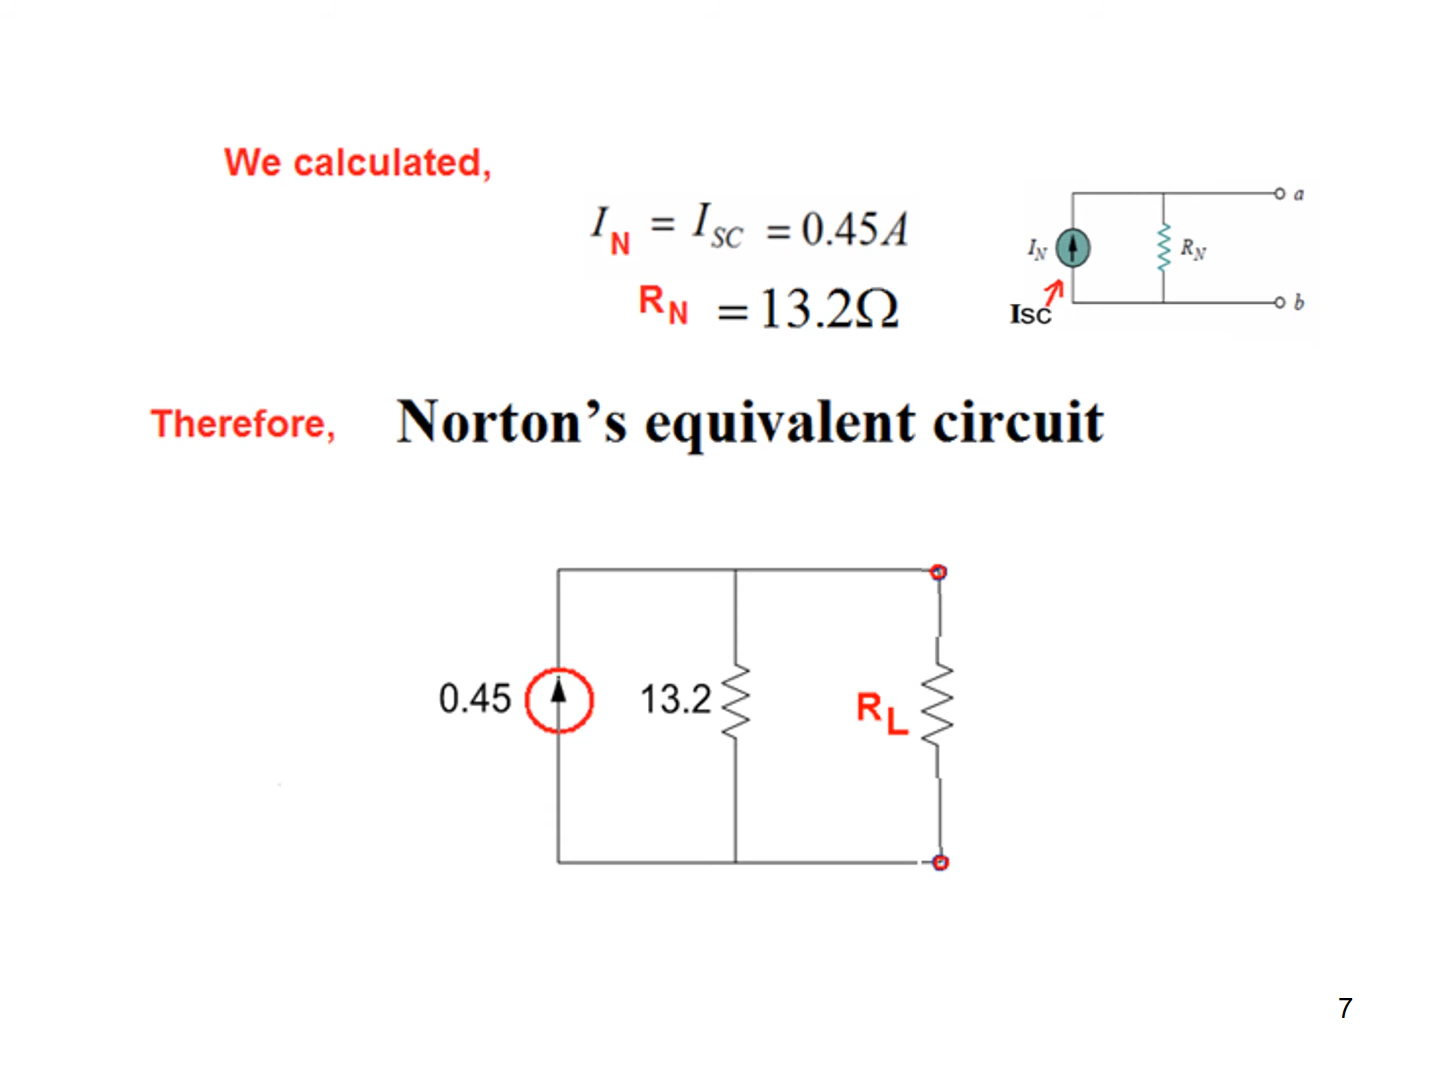 We calculated,
I_N = I_SC = 0.45A
R_N = 13.2Ω
a
I_N
R_N
Isc
b
Therefore, Norton's equivalent circuit
0.45
13.2
R_L
7